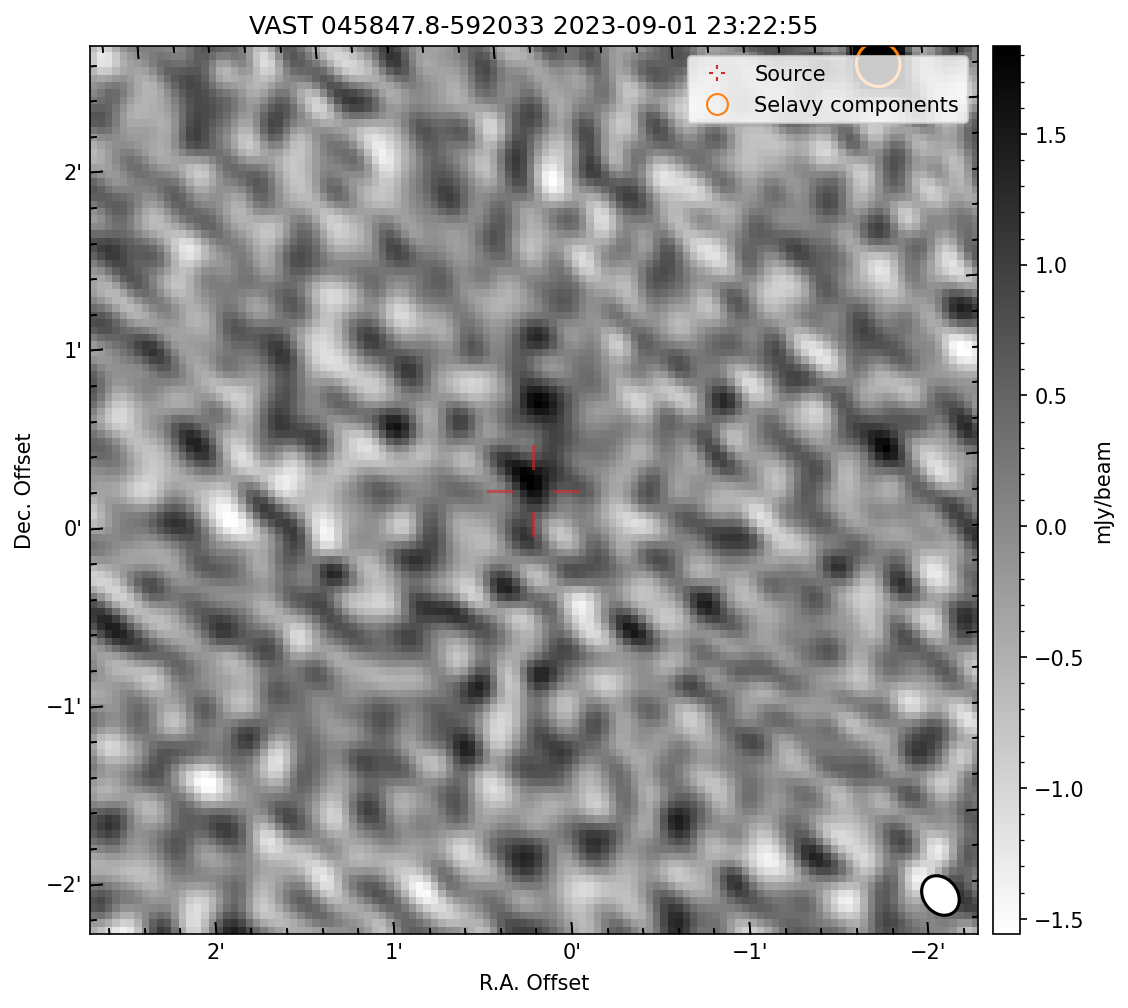 VAST 045847.8-592033 2023-09-01 23:22:55
Source
Selavy components
2'
1'
0'
−1'
−2'
Dec. Offset
2'
1'
0'
−1'
−2'
R.A. Offset
1.5
1.0
0.5
0.0
−0.5
−1.0
−1.5
mJy/beam